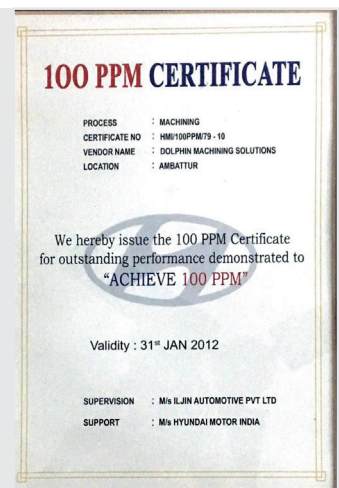 100 PPM CERTIFICATE
PROCESS : MACHINING
CERTIFICATE NO : HMI/100PPM/79 - 10
VENDOR NAME : DOLPHIN MACHINING SOLUTIONS
LOCATION : AMBATTUR
We hereby issue the 100 PPM Certificate
for outstanding performance demonstrated to
“ACHIEVE 100 PPM”
Validity : 31st JAN 2012
SUPERVISION : M/s ILJIN AUTOMOTIVE PVT LTD
SUPPORT : M/s HYUNDAI MOTOR INDIA